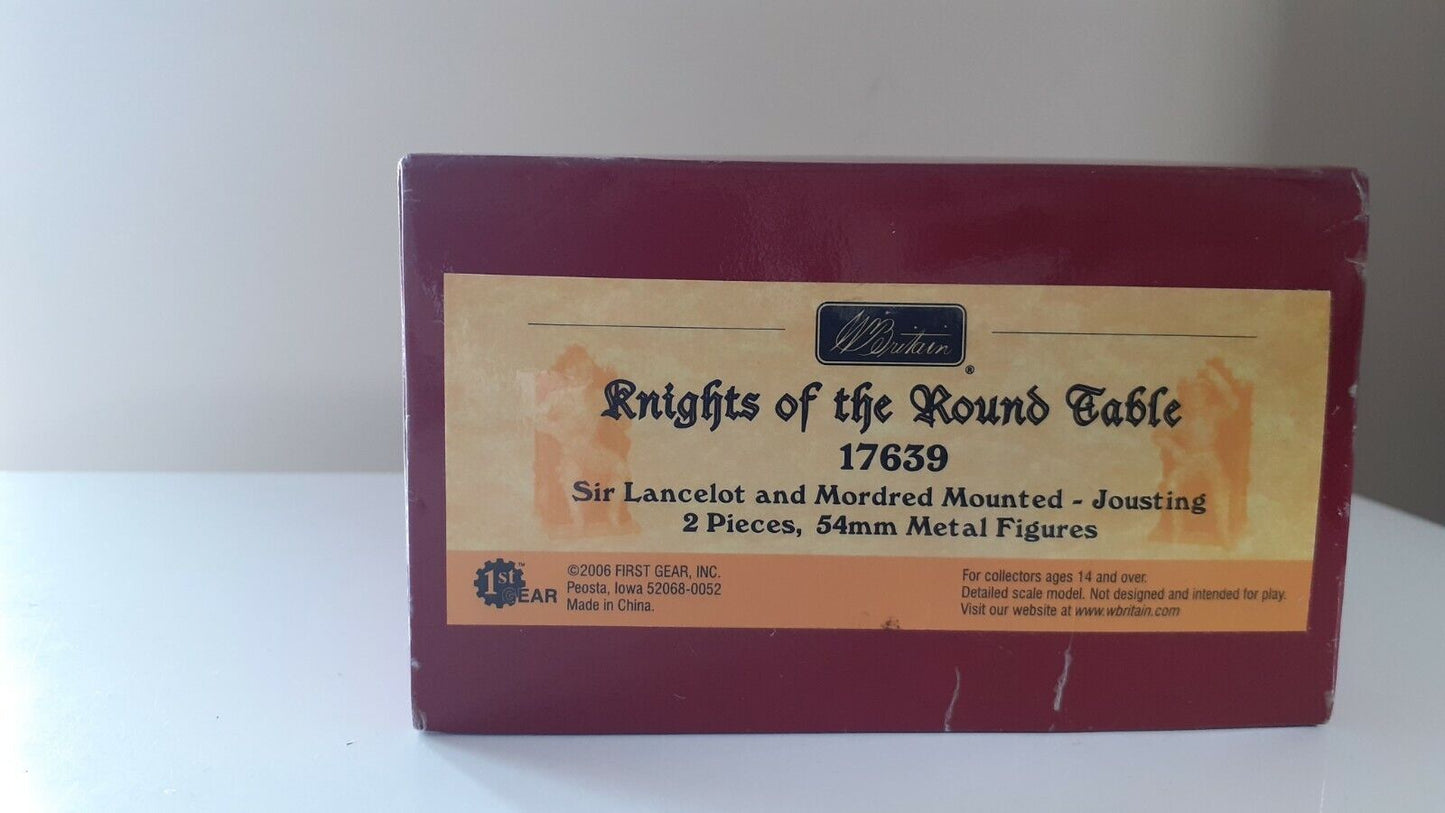 WBritain
®
Knights of the Round Table
17639
Sir Lancelot and Mordred Mounted - Jousting
2 Pieces, 54mm Metal Figures
1st GEAR ™
©2006 FIRST GEAR, INC.
Peosta, Iowa 52068-0052
Made in China.
For collectors ages 14 and over.
Detailed scale model. Not designed and intended for play.
Visit our website at www.wbritain.com